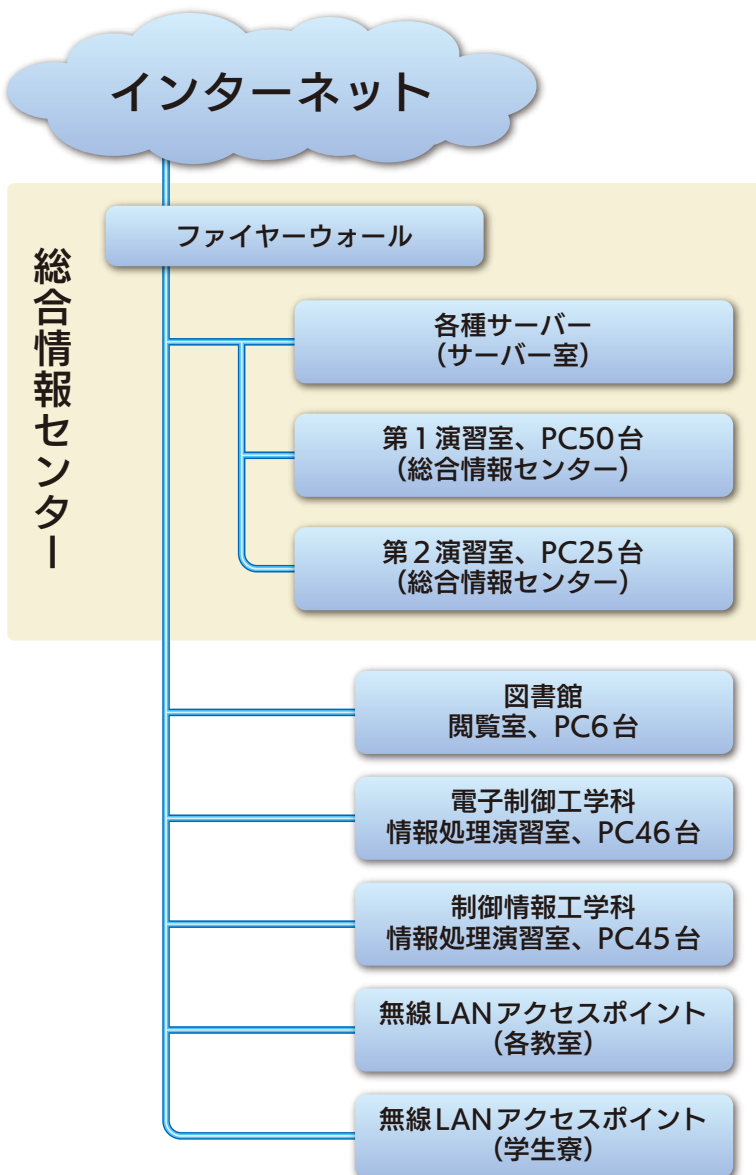 インターネット
総合情報センター
ファイヤーウォール
各種サーバー
（サーバー室）
第1演習室、PC50台
（総合情報センター）
第2演習室、PC25台
（総合情報センター）
図書館
閲覧室、PC6台
電子制御工学科
情報処理演習室、PC46台
制御情報工学科
情報処理演習室、PC45台
無線LANアクセスポイント
（各教室）
無線LANアクセスポイント
（学生寮）